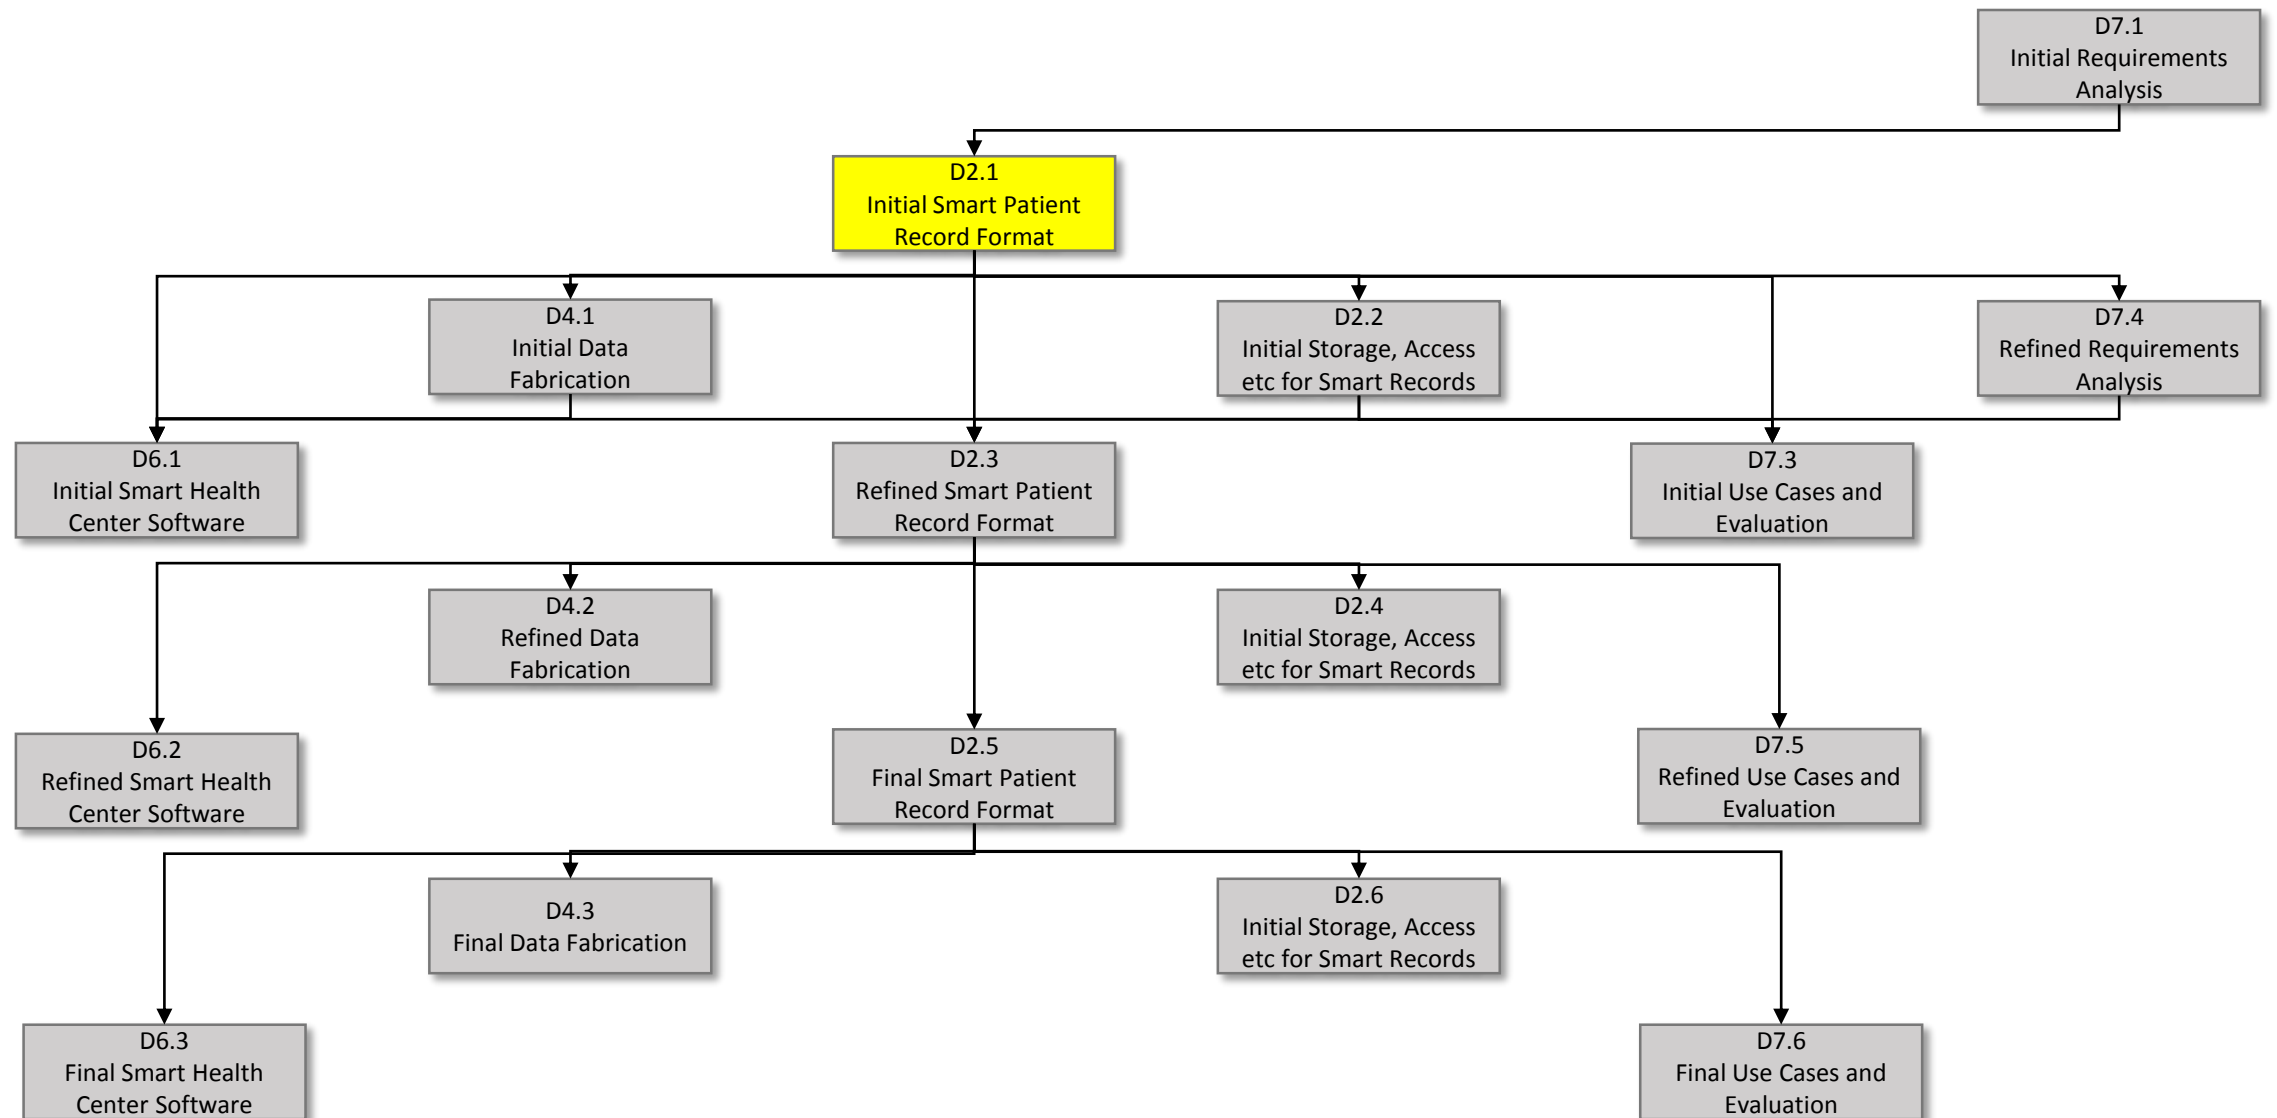 D7.1
Initial Requirements
Analysis
D2.1
Initial Smart Patient
Record Format
D4.1
Initial Data
Fabrication
D2.2
Initial Storage, Access
etc for Smart Records
D7.4
Refined Requirements
Analysis
D6.1
Initial Smart Health
Center Software
D2.3
Refined Smart Patient
Record Format
D7.3
Initial Use Cases and
Evaluation
D4.2
Refined Data
Fabrication
D2.4
Initial Storage, Access
etc for Smart Records
D6.2
Refined Smart Health
Center Software
D2.5
Final Smart Patient
Record Format
D7.5
Refined Use Cases and
Evaluation
D4.3
Final Data Fabrication
D2.6
Initial Storage, Access
etc for Smart Records
D6.3
Final Smart Health
Center Software
D7.6
Final Use Cases and
Evaluation